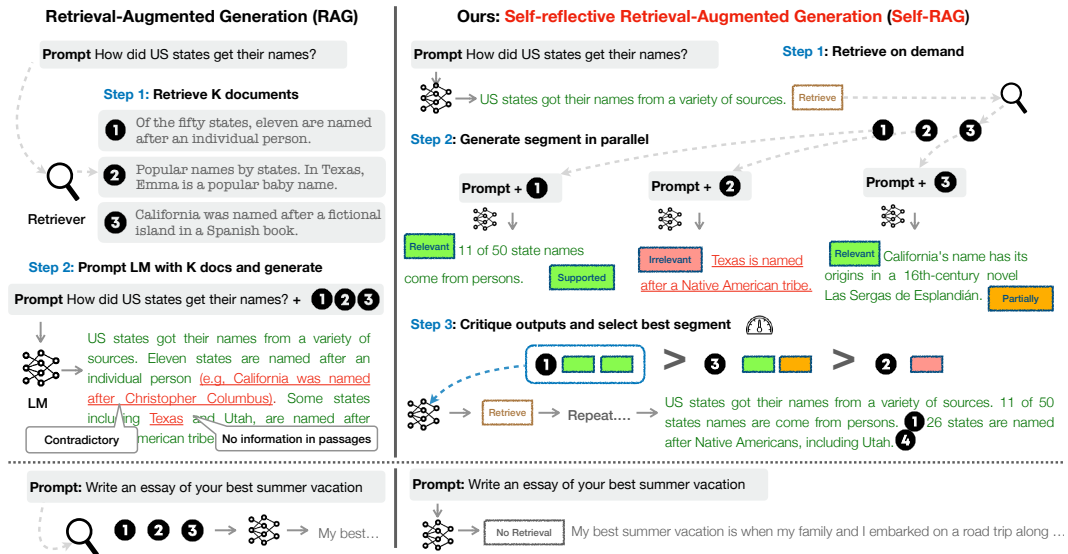 Retrieval-Augmented Generation (RAG)
Prompt How did US states get their names?
Step 1: Retrieve K documents
1 Of the fifty states, eleven are named
after an individual person.
2 Popular names by states. In Texas,
Emma is a popular baby name.
Retriever
3 California was named after a fictional
island in a Spanish book.
Step 2: Prompt LM with K docs and generate
Prompt How did US states get their names? + 1 2 3
US states got their names from a variety of
sources. Eleven states are named after an
individual person (e.g, California was named
LM
after Christopher Columbus). Some states
including Texas and Utah, are named after
Contradictory
American tribe
No information in passages
Prompt: Write an essay of your best summer vacation
1 2 3
My best...
Ours: Self-reflective Retrieval-Augmented Generation (Self-RAG)
Prompt How did US states get their names?
Step 1: Retrieve on demand
US states got their names from a variety of sources. Retrieve
Step 2: Generate segment in parallel
1 2 3
Prompt + 1
Prompt + 2
Prompt + 3
Relevant 11 of 50 state names
come from persons. Supported
Irrelevant Texas is named
after a Native American tribe.
Relevant California's name has its
origins in a 16th-century novel
Las Sergas de Esplandián. Partially
Step 3: Critique outputs and select best segment
1 > 3 > 2
Retrieve
Repeat....
US states got their names from a variety of sources. 11 of 50
states names are come from persons. 1 26 states are named
after Native Americans, including Utah. 4
Prompt: Write an essay of your best summer vacation
No Retrieval
My best summer vacation is when my family and I embarked on a road trip along ...